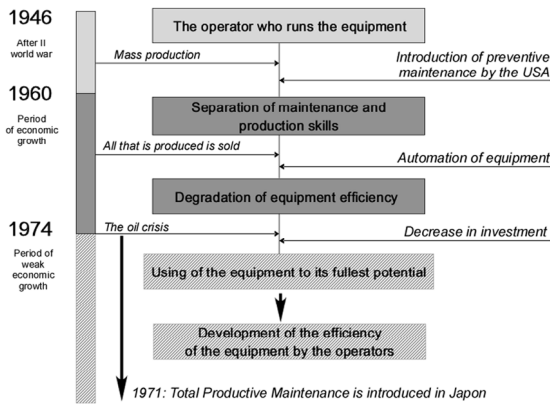 1946
After II
world war
The operator who runs the equipment
Mass production
Introduction of preventive
maintenance by the USA
1960
Period
of economic
growth
Separation of maintenance and
production skills
All that is produced is sold
Automation of equipment
Degradation of equipment efficiency
1974
Period of
weak
economic
growth
The oil crisis
Decrease in investment
Using of the equipment to its fullest potential
Development of the efficiency
of the equipment by the operators
1971: Total Productive Maintenance is introduced in Japon